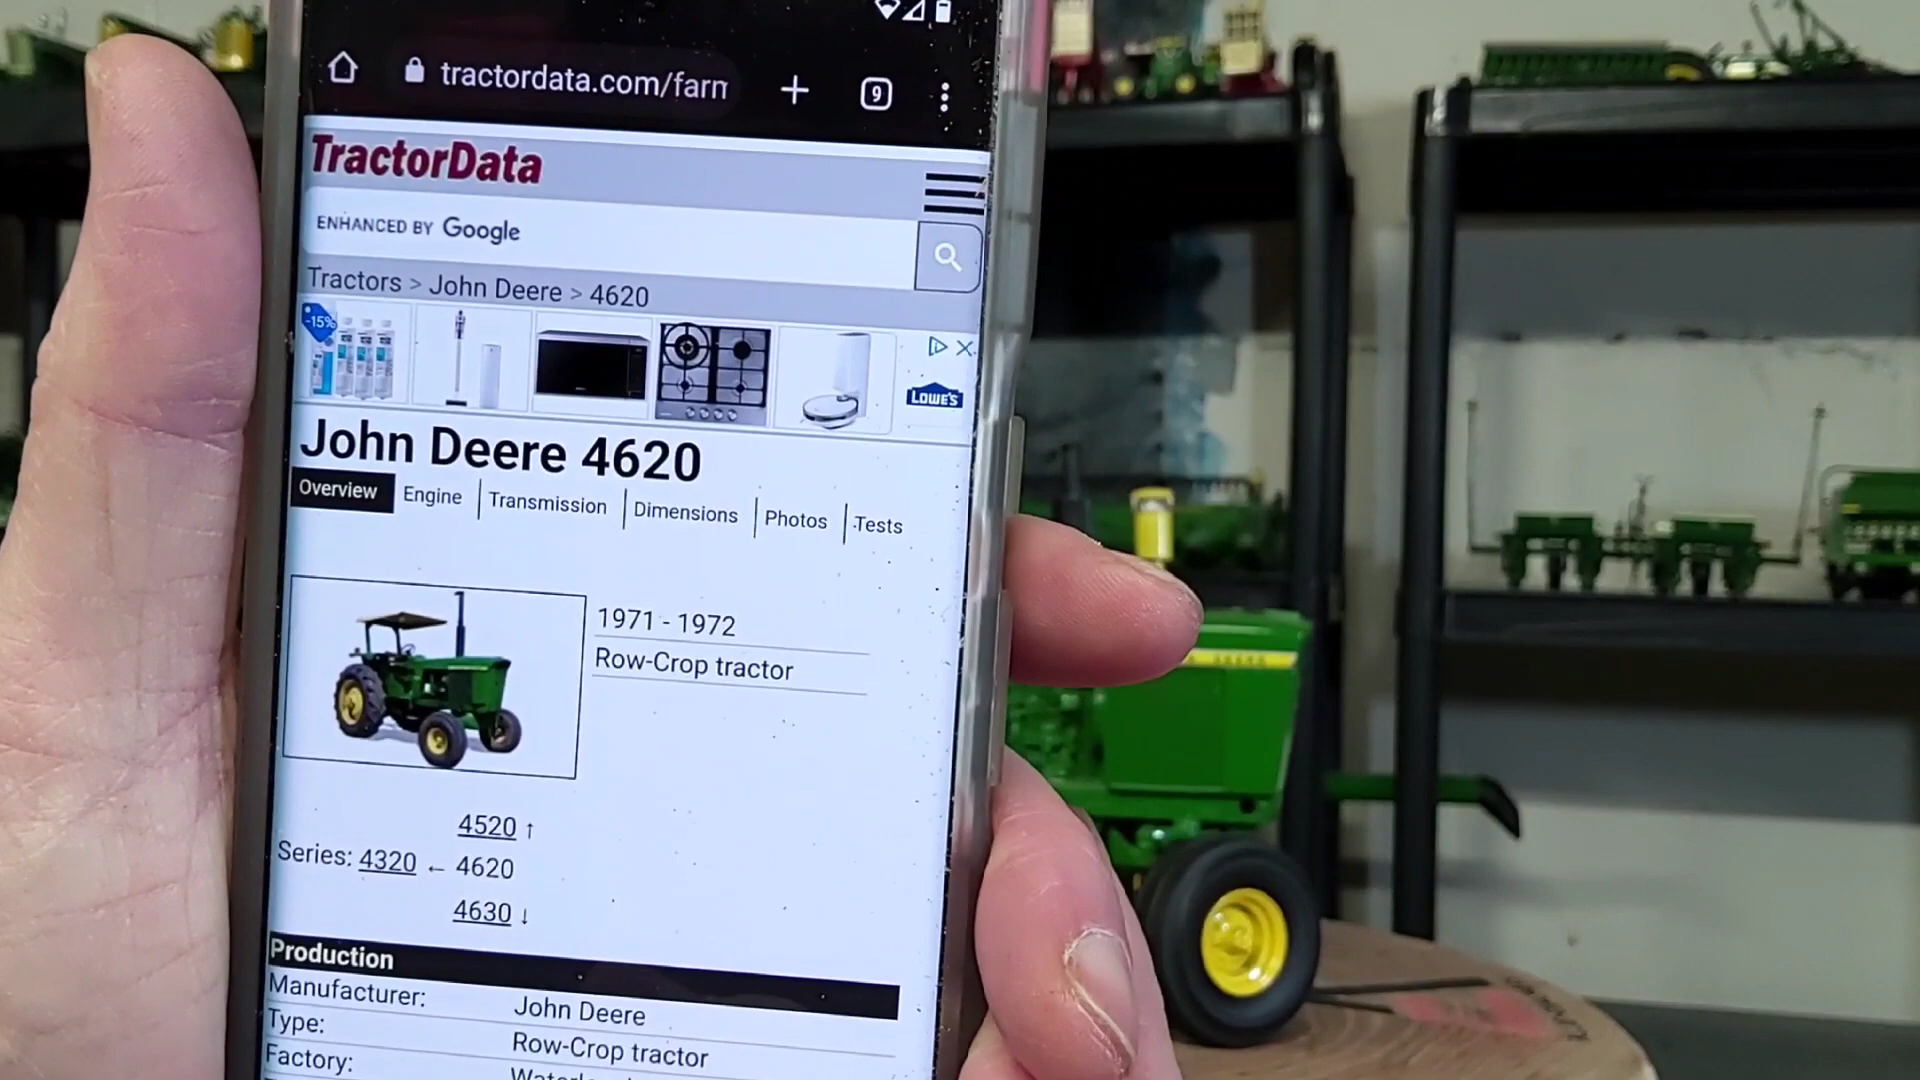 tractordata.com/farm
9
TractorData
ENHANCED BY Google
Tractors > John Deere > 4620
-15%
LOWE'S
John Deere 4620
Overview Engine Transmission Dimensions Photos Tests
1971 - 1972
Row-Crop tractor
4520 ↑
Series: 4320 ← 4620
4630 ↓
Production
Manufacturer: John Deere
Type: Row-Crop tractor
Factory: